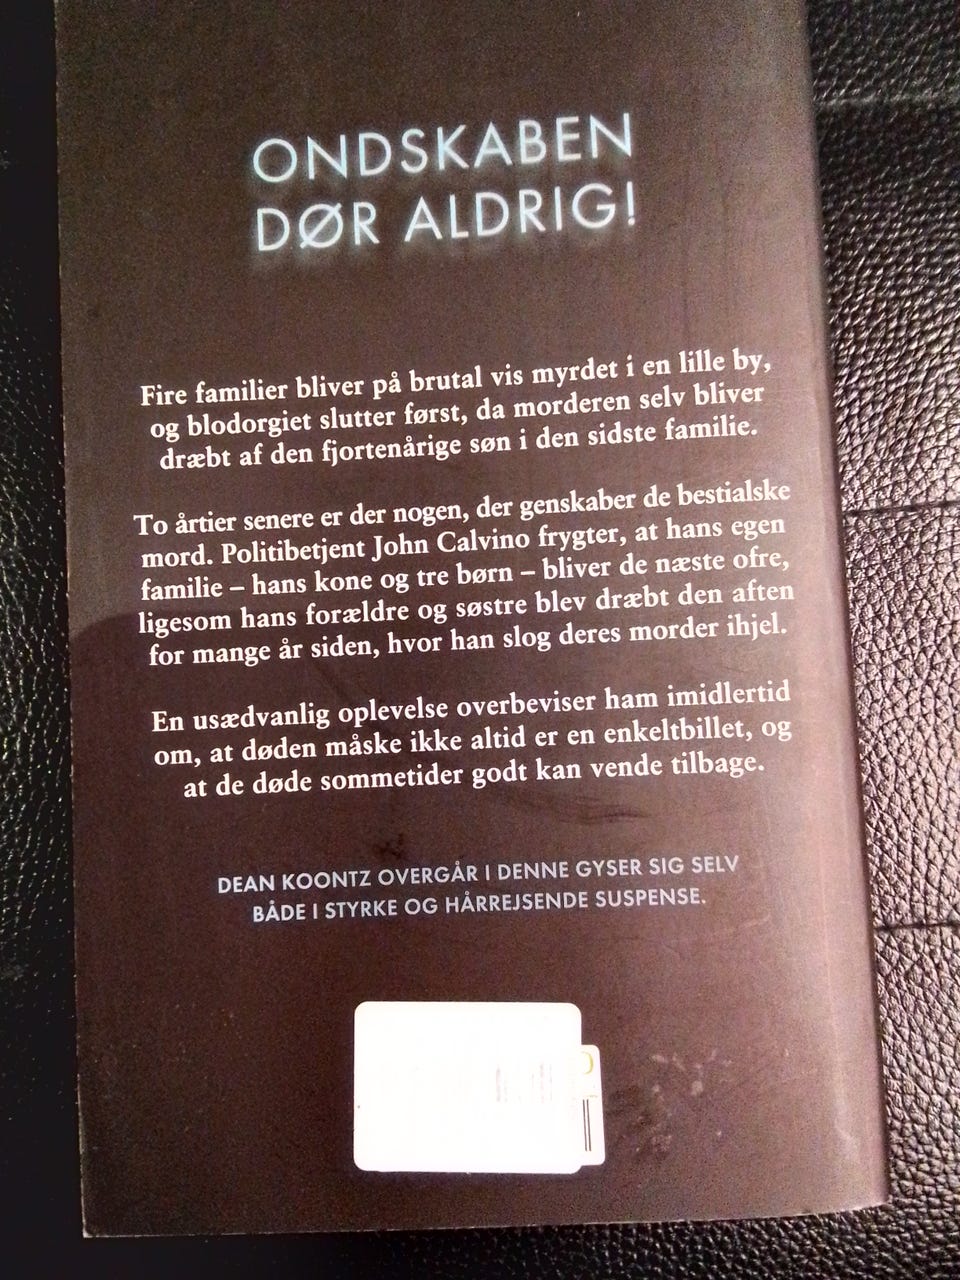 ONDSKABEN
DØR ALDRIG!
Fire familier bliver på brutal vis myrdet i en lille by,
og blodorgiet slutter først, da morderen selv bliver
dræbt af den fjortenårige søn i den sidste familie.
To årtier senere er der nogen, der genskaber de bestialske
mord. Politibetjent John Calvino frygter, at hans egen
familie – hans kone og tre børn – bliver de næste ofre,
ligesom hans forældre og søstre blev dræbt den aften
for mange år siden, hvor han slog deres morder ihjel.
En usædvanlig oplevelse overbeviser ham imidlertid
om, at døden måske ikke altid er en enkeltbillet, og
at de døde sommetider godt kan vende tilbage.
DEAN KOONTZ OVERGÅR I DENNE GYSER SIG SELV
BÅDE I STYRKE OG HÅRREJSENDE SUSPENSE.